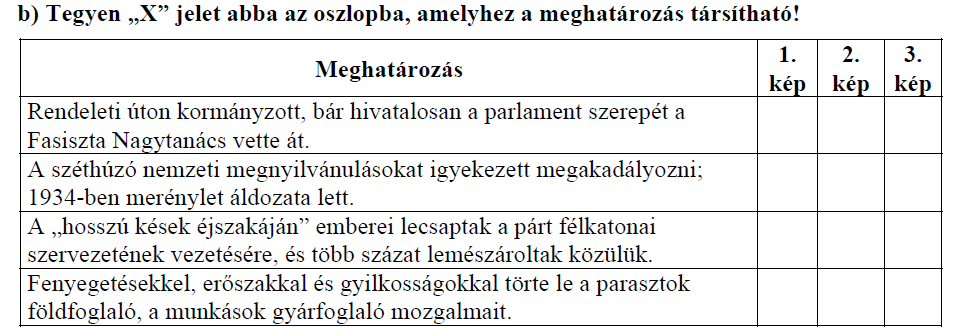 b) Tegyen „X” jelet abba az oszlopba, amelyhez a meghatározás társítható!
Meghatározás
1. kép
2. kép
3. kép
Rendeleti úton kormányzott, bár hivatalosan a parlament szerepét a
Fasiszta Nagytanács vette át.
A széthúzó nemzeti megnyilvánulásokat igyekezett megakadályozni;
1934-ben merénylet áldozata lett.
A „hosszú kések éjszakáján” emberei lecsaptak a párt félkatonai
szervezetének vezetésére, és több százat lemészároltak közülük.
Fenyegetésekkel, erőszakkal és gyilkosságokkal törte le a parasztok
földfoglaló, a munkások gyárfoglaló mozgalmait.